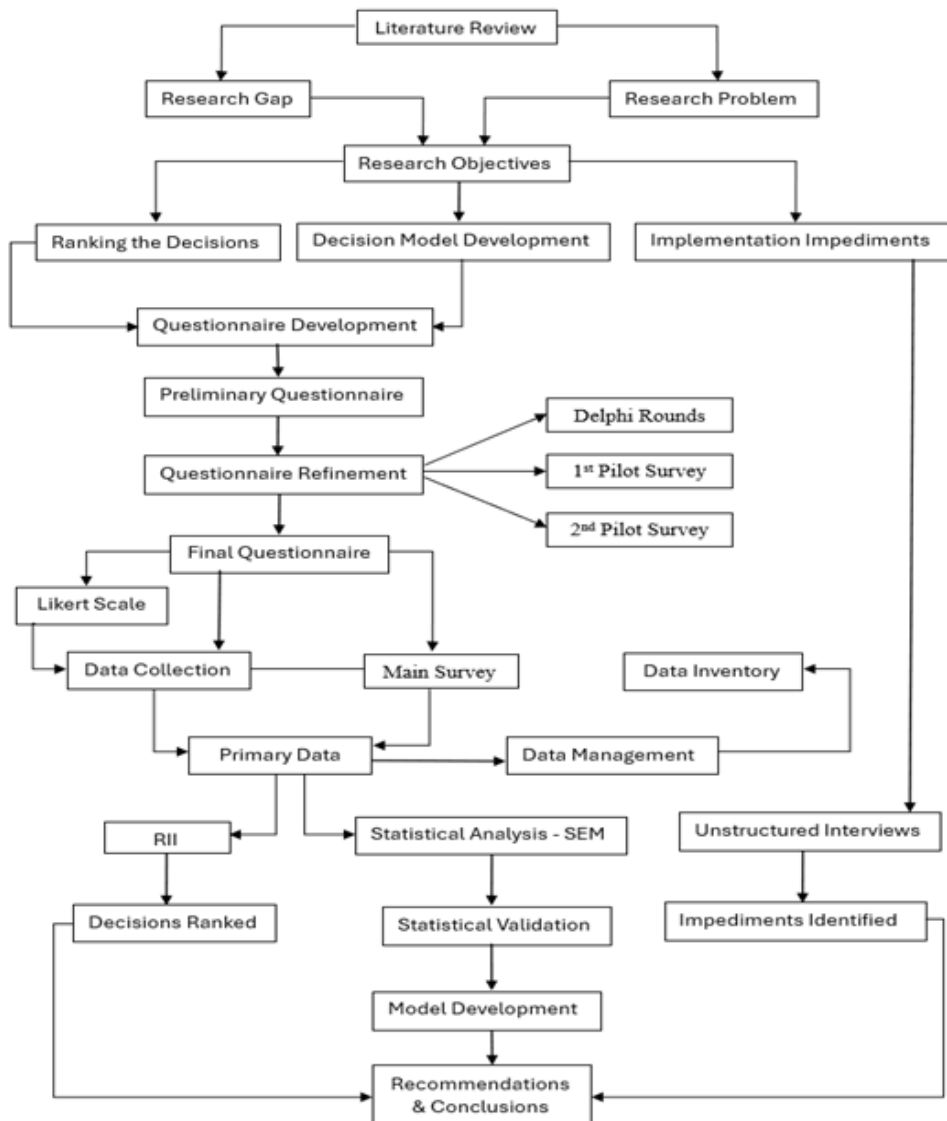 Literature Review
Research Gap
Research Problem
Research Objectives
Ranking the Decisions
Decision Model Development
Implementation Impediments
Questionnaire Development
Preliminary Questionnaire
Delphi Rounds
Questionnaire Refinement
1st Pilot Survey
2nd Pilot Survey
Final Questionnaire
Likert Scale
Data Collection
Main Survey
Data Inventory
Primary Data
Data Management
RII
Statistical Analysis - SEM
Unstructured Interviews
Decisions Ranked
Statistical Validation
Impediments Identified
Model Development
Recommendations
& Conclusions